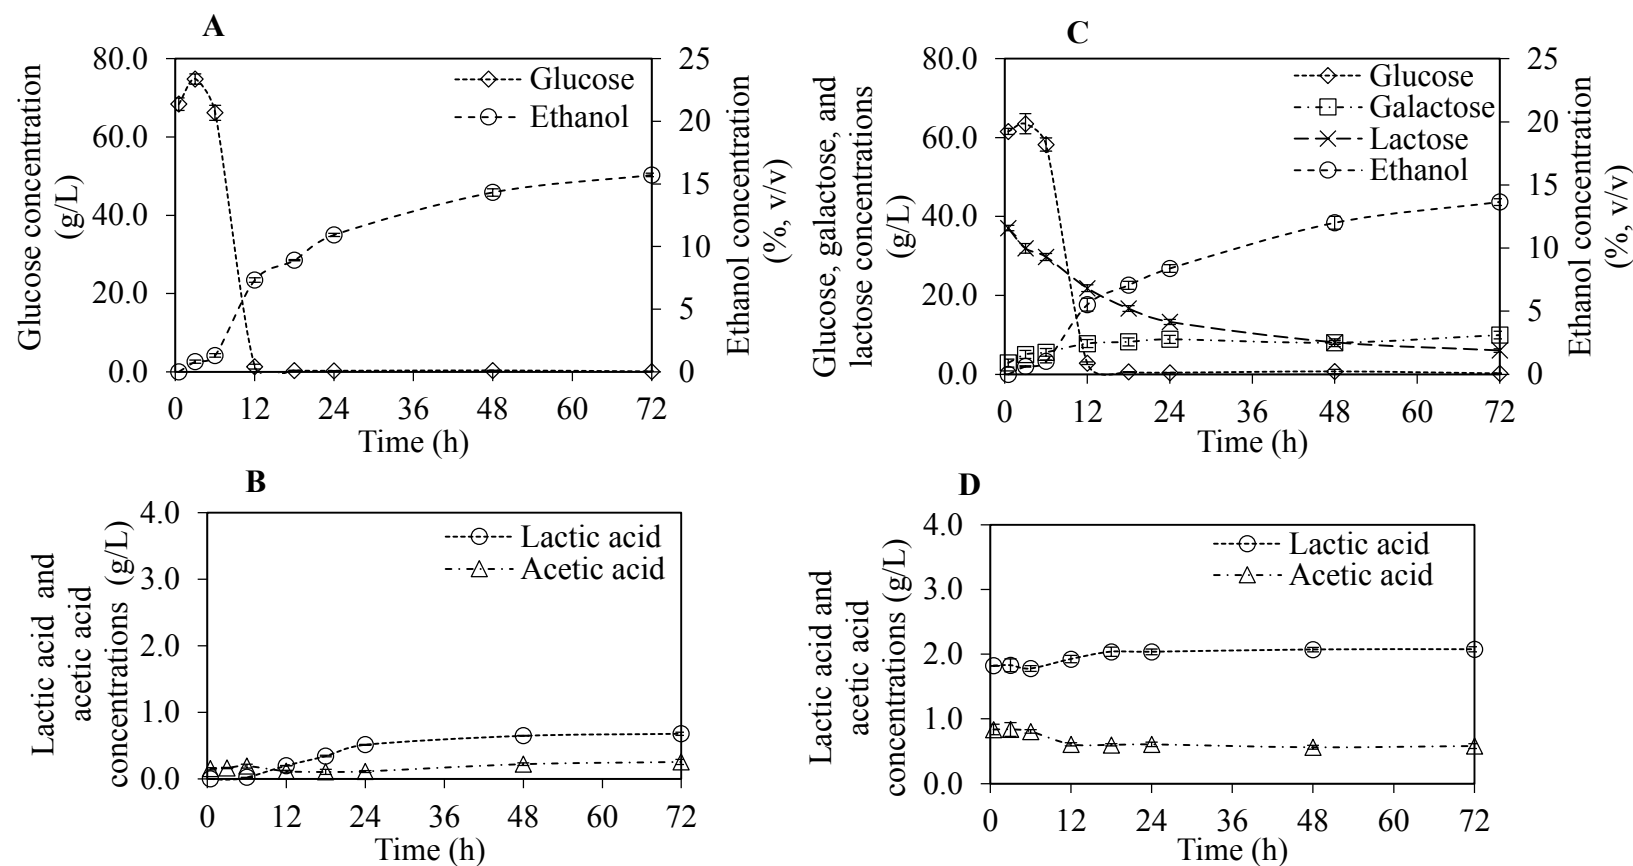 A
Glucose concentration
(g/L)
80.0
60.0
40.0
20.0
0.0
Glucose
Ethanol
25
20
15
10
5
0
Ethanol concentration
(%, v/v)
0 12 24 36 48 60 72
Time (h)
C
Glucose, galactose, and
lactose concentrations
(g/L)
80.0
60.0
40.0
20.0
0.0
Glucose
Galactose
Lactose
Ethanol
25
20
15
10
5
0
Ethanol concentration
(%, v/v)
0 12 24 36 48 60 72
Time (h)
B
Lactic acid and
acetic acid
concentrations (g/L)
4.0
3.0
2.0
1.0
0.0
Lactic acid
Acetic acid
0 12 24 36 48 60 72
Time (h)
D
Lactic acid and
acetic acid
concentrations (g/L)
4.0
3.0
2.0
1.0
0.0
Lactic acid
Acetic acid
0 12 24 36 48 60 72
Time (h)